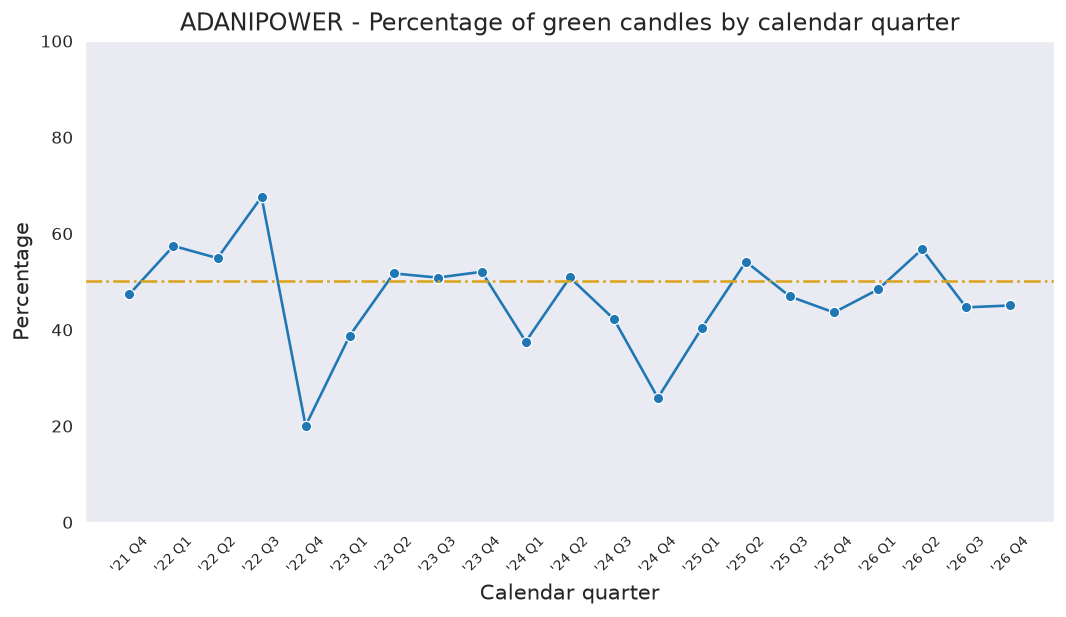 ADANIPOWER - Percentage of green candles by calendar quarter
100
80
60
40
20
0
Percentage
'21 Q4
'22 Q1
'22 Q2
'22 Q3
'22 Q4
'23 Q1
'23 Q2
'23 Q3
'23 Q4
'24 Q1
'24 Q2
'24 Q3
'24 Q4
'25 Q1
'25 Q2
'25 Q3
'25 Q4
'26 Q1
'26 Q2
'26 Q3
'26 Q4
Calendar quarter